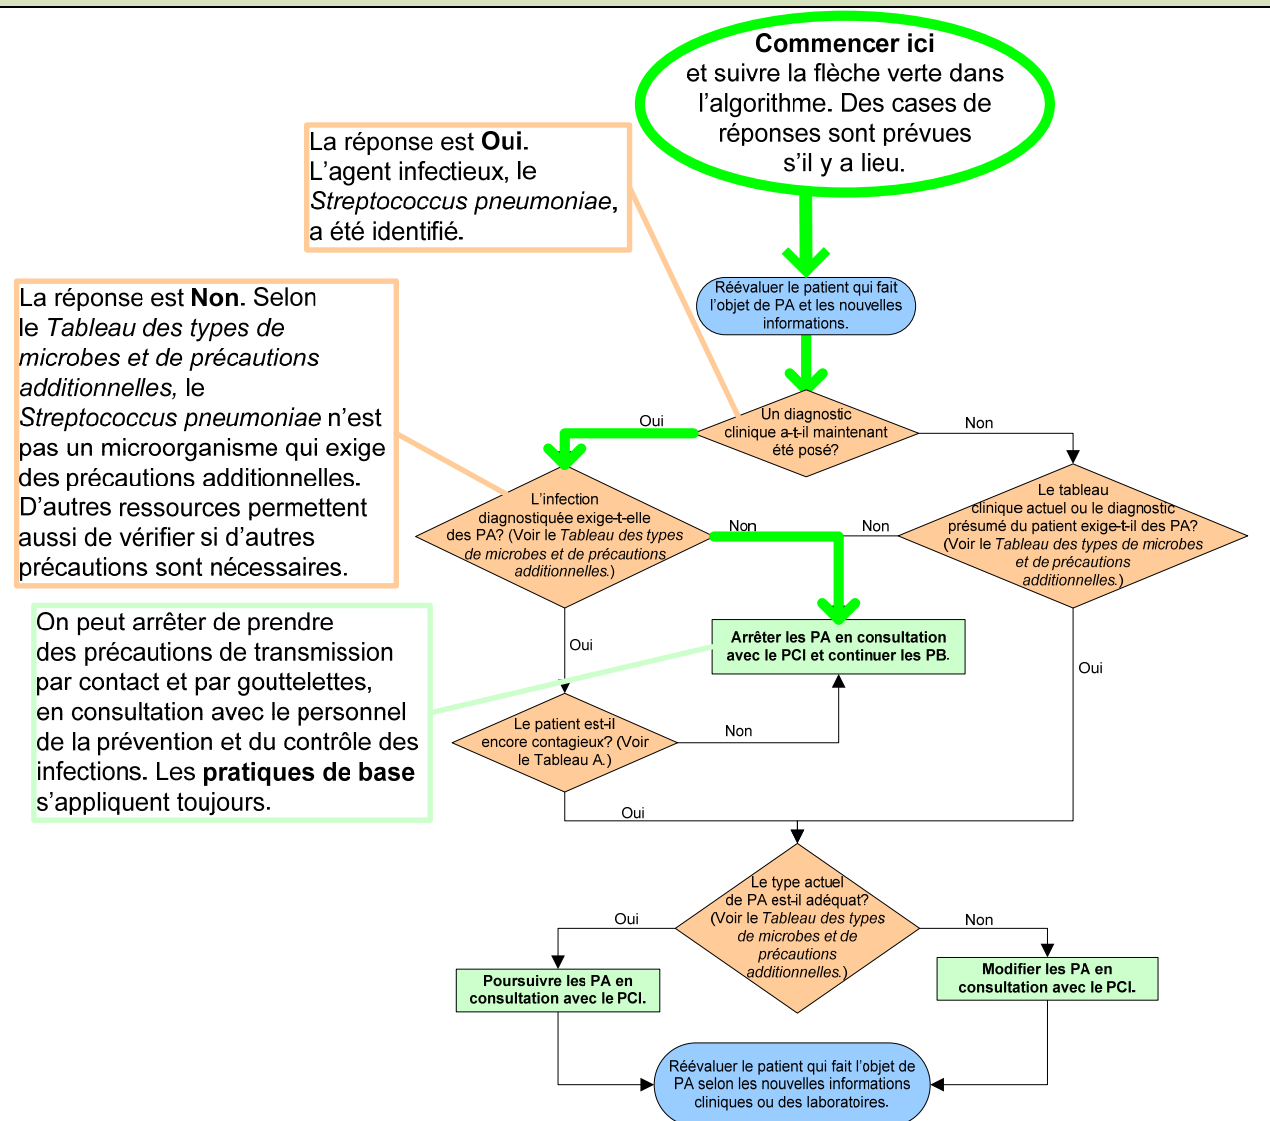 Commencer ici
et suivre la flèche verte dans
l’algorithme. Des cases de
réponses sont prévues
s’il y a lieu.
La réponse est Oui.
L’agent infectieux, le
Streptococcus pneumoniae,
a été identifié.
Réévaluer le patient qui fait
l’objet de PA et les nouvelles
informations.
La réponse est Non. Selon
le Tableau des types de
microbes et de précautions
additionnelles, le
Streptococcus pneumoniae n’est
pas un microorganisme qui exige
des précautions additionnelles.
D’autres ressources permettent
aussi de vérifier si d’autres
précautions sont nécessaires.
Un diagnostic
clinique a-t-il maintenant
été posé?
Oui
Non
L’infection
diagnostiquée exige-t-elle
des PA? (Voir le Tableau des types
de microbes et de précautions
additionnelles.)
Non
Non
Le tableau
clinique actuel ou le diagnostic
présumé du patient exige-t-il des PA?
(Voir le Tableau des types de microbes
et de précautions
additionnelles.)
On peut arrêter de prendre
des précautions de transmission
par contact et par gouttelettes,
en consultation avec le personnel
de la prévention et du contrôle des
infections. Les pratiques de base
s’appliquent toujours.
Arrêter les PA en consultation
avec le PCI et continuer les PB.
Oui
Oui
Le patient est-il
encore contagieux? (Voir
le Tableau A.)
Non
Oui
Le type actuel
de PA est-il adéquat?
(Voir le Tableau des types
de microbes et de
précautions
additionnelles.)
Oui
Non
Poursuivre les PA en
consultation avec le PCI.
Modifier les PA en
consultation avec le PCI.
Réévaluer le patient qui fait l’objet de
PA selon les nouvelles informations
cliniques ou des laboratoires.